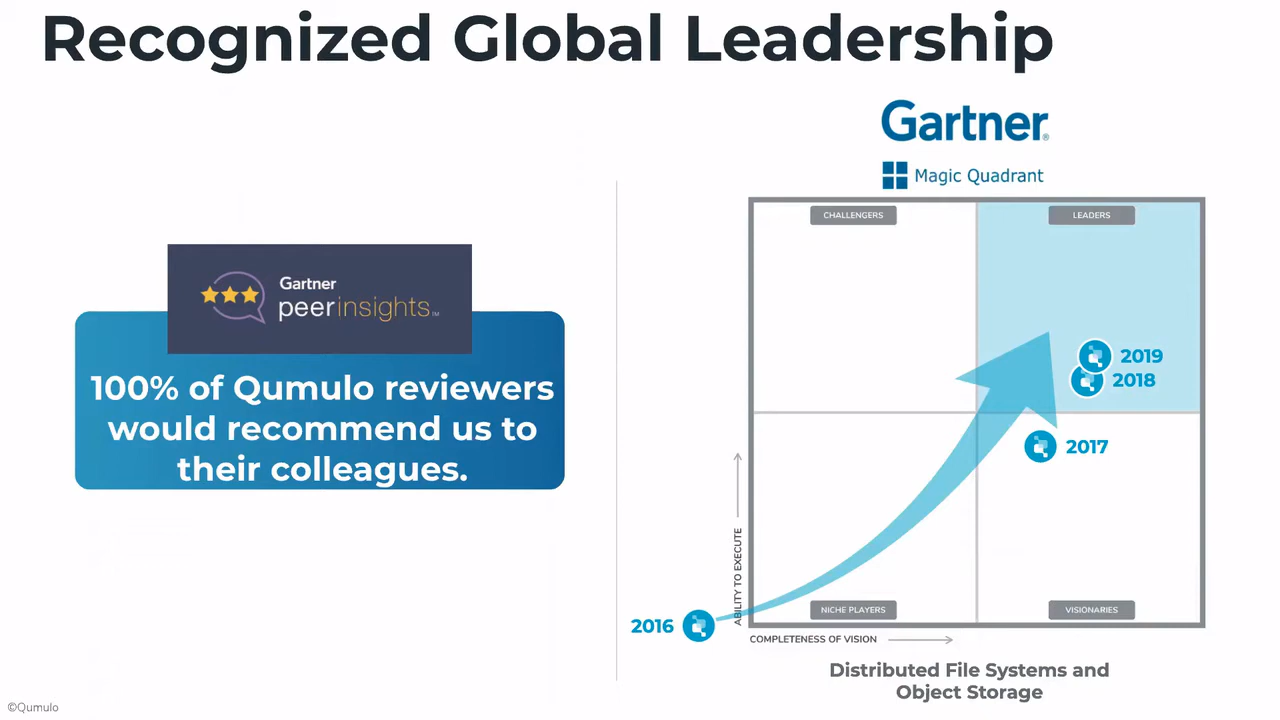 Recognized Global Leadership
Gartner
peerinsights™
100% of Qumulo reviewers
would recommend us to
their colleagues.
Gartner®
Magic Quadrant
CHALLENGERS
LEADERS
2019
2018
2017
2016
ABILITY TO EXECUTE
NICHE PLAYERS
VISIONARIES
COMPLETENESS OF VISION
Distributed File Systems and
Object Storage
©Qumulo